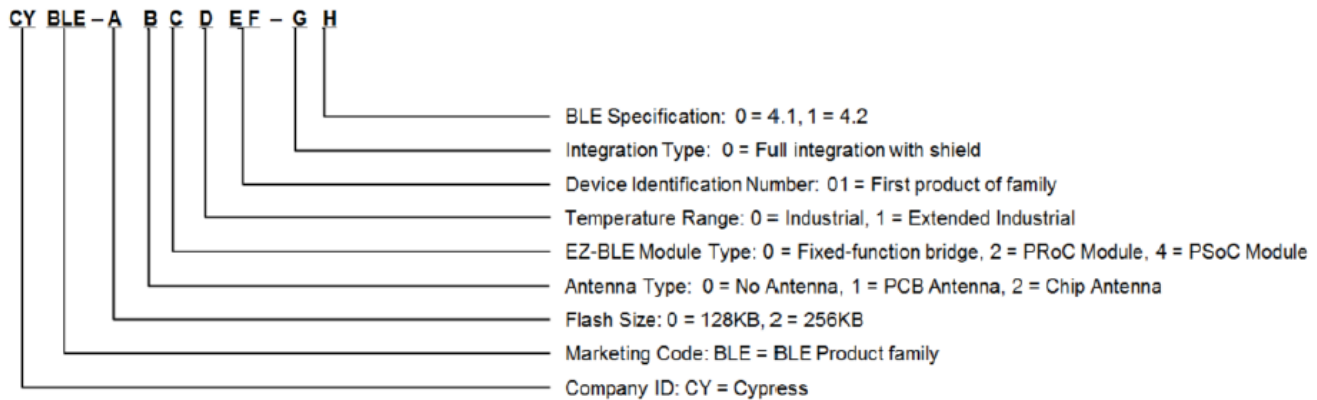 CY BLE – A B C D E F – G H
BLE Specification: 0 = 4.1, 1 = 4.2
Integration Type: 0 = Full integration with shield
Device Identification Number: 01 = First product of family
Temperature Range: 0 = Industrial, 1 = Extended Industrial
EZ-BLE Module Type: 0 = Fixed-function bridge, 2 = PRoC Module, 4 = PSoC Module
Antenna Type: 0 = No Antenna, 1 = PCB Antenna, 2 = Chip Antenna
Flash Size: 0 = 128KB, 2 = 256KB
Marketing Code: BLE = BLE Product family
Company ID: CY = Cypress